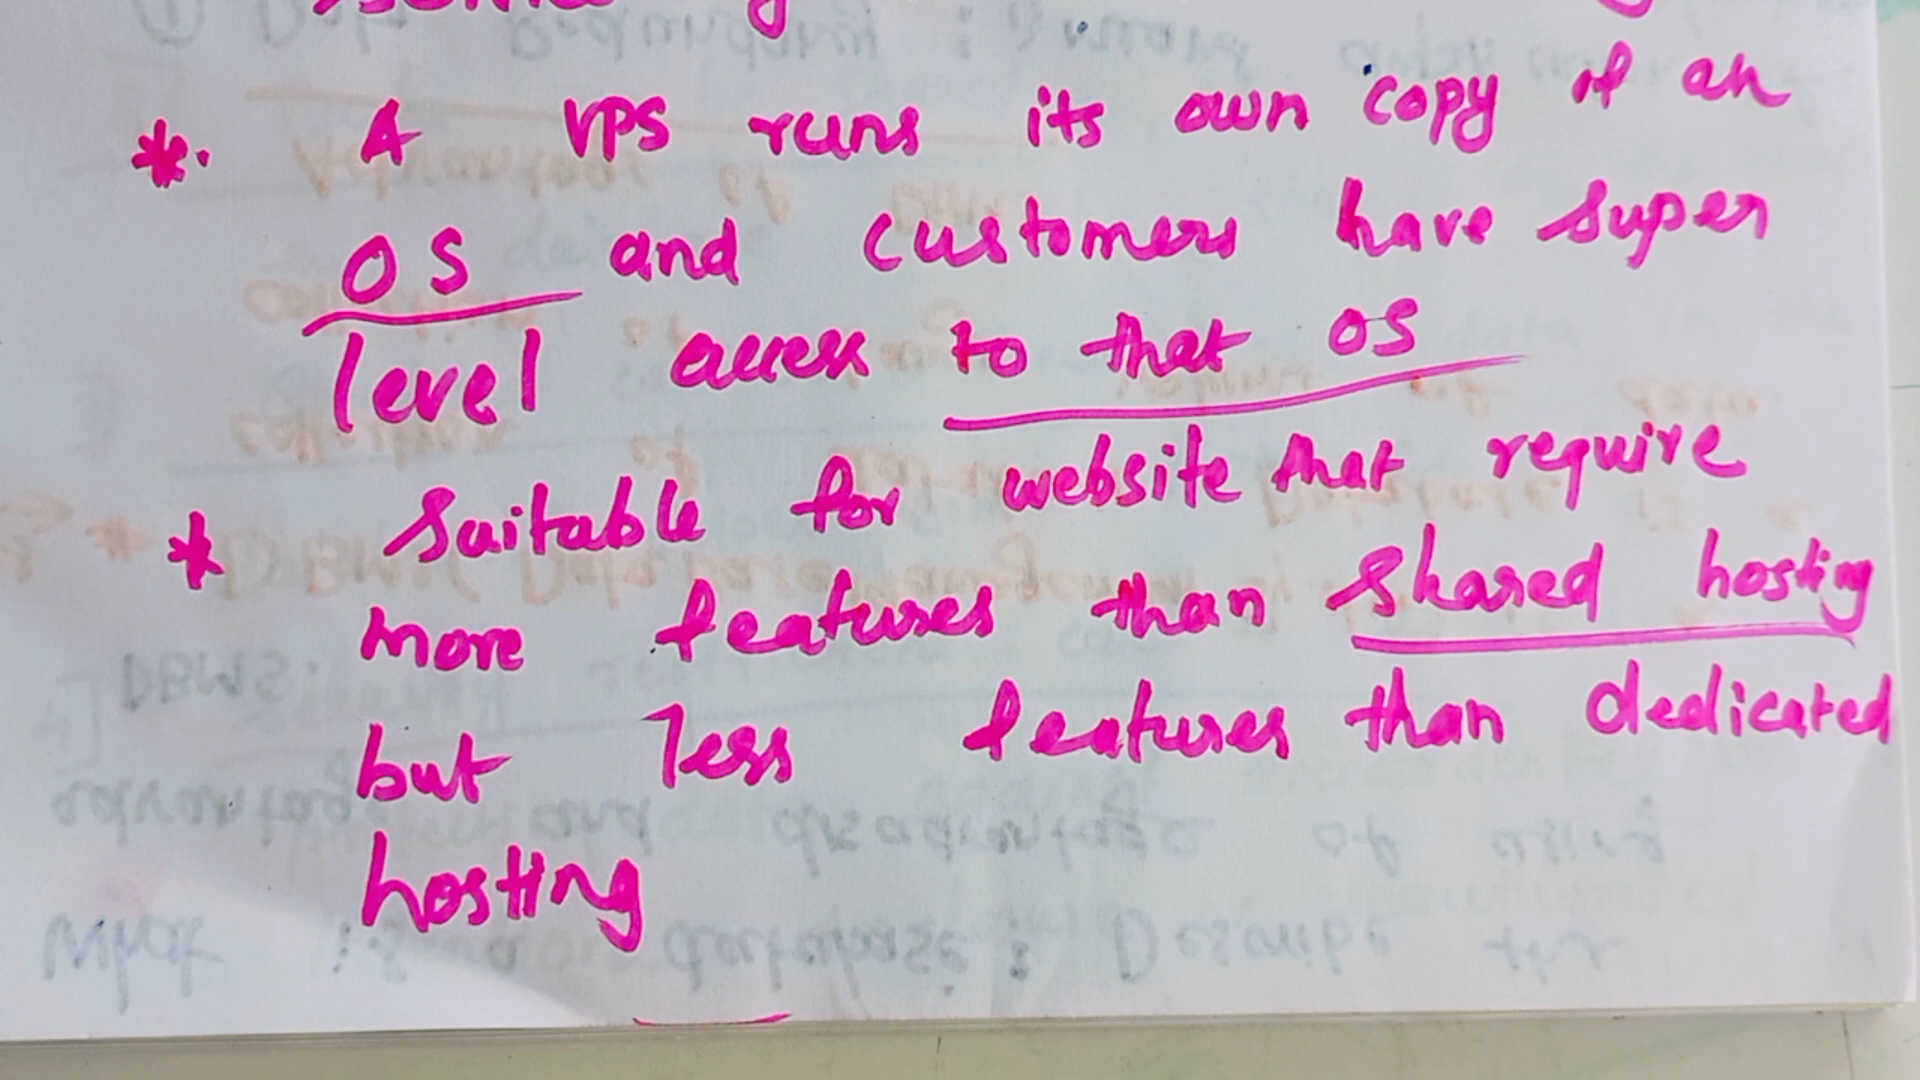 *. A VPS runs its own copy of an
OS and customers have super
level access to that OS
* Suitable for website that require
more features than shared hosting
but less features than dedicated
hosting